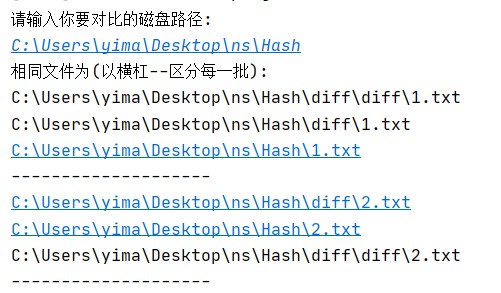 请输入你要对比的磁盘路径:
C:\Users\yima\Desktop\ns\Hash
相同文件为(以横杠--区分每一批):
C:\Users\yima\Desktop\ns\Hash\diff\diff\1.txt
C:\Users\yima\Desktop\ns\Hash\diff\1.txt
C:\Users\yima\Desktop\ns\Hash\1.txt
--------------------
C:\Users\yima\Desktop\ns\Hash\diff\2.txt
C:\Users\yima\Desktop\ns\Hash\2.txt
C:\Users\yima\Desktop\ns\Hash\diff\diff\2.txt
--------------------